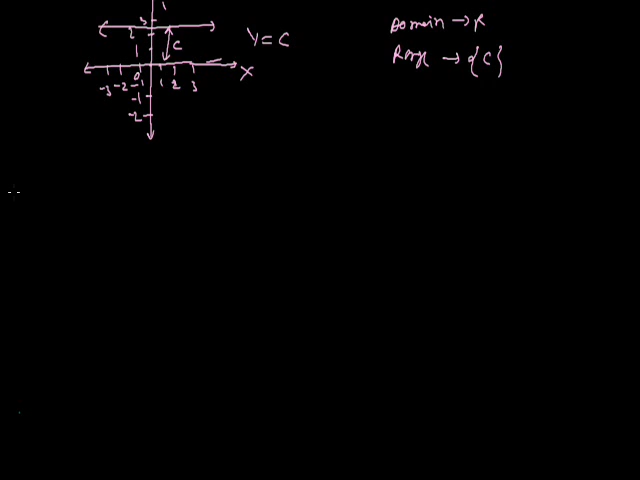 3
2
1
C
Y = C
X
-3 -2 -1 0 1 2 3
-1
-2
Domain → R
Range → {C}